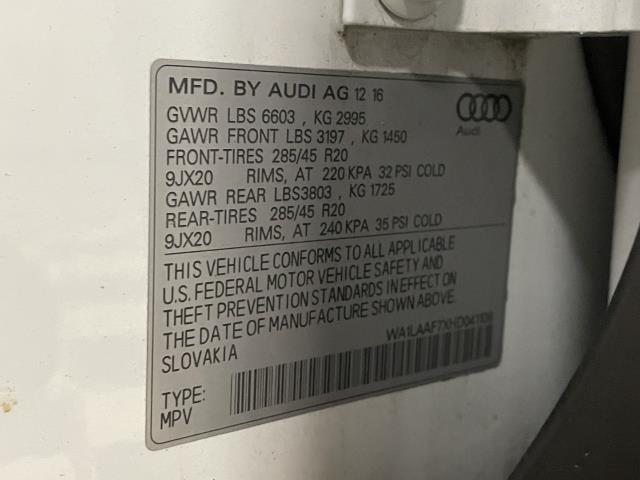 MFD. BY AUDI AG 12 16
Audi
GVWR LBS 6603 , KG 2995
GAWR FRONT LBS 3197 , KG 1450
FRONT-TIRES 285/45 R20
9JX20 RIMS, AT 220 KPA 32 PSI COLD
GAWR REAR LBS3803 , KG 1725
REAR-TIRES 285/45 R20
9JX20 RIMS, AT 240 KPA 35 PSI COLD
THIS VEHICLE CONFORMS TO ALL APPLICABLE
U.S. FEDERAL MOTOR VEHICLE SAFETY AND
THEFT PREVENTION STANDARDS IN EFFECT ON
THE DATE OF MANUFACTURE SHOWN ABOVE.
SLOVAKIA
TYPE:
MPV